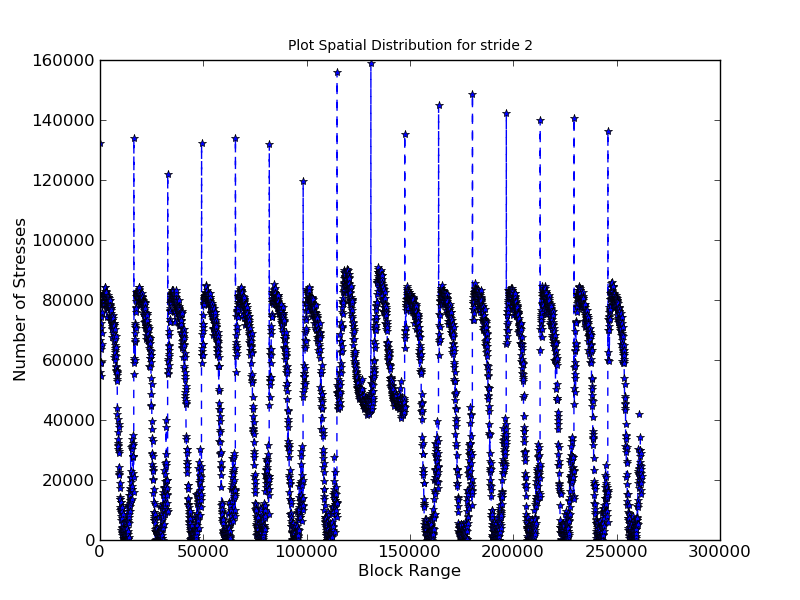 Plot Spatial Distribution for stride 2
160000
140000
120000
100000
80000
60000
40000
20000
0
Number of Stresses
0 50000 100000 150000 200000 250000 300000
Block Range